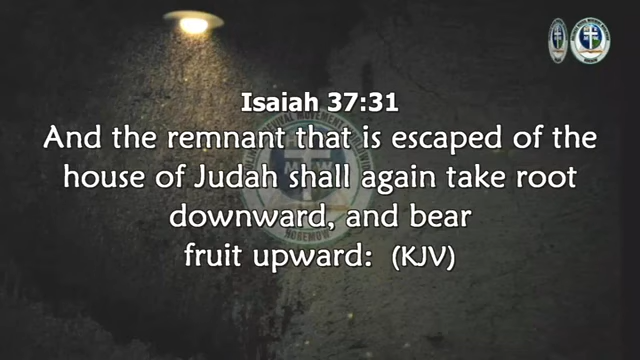 Isaiah 37:31
And the remnant that is escaped of the
house of Judah shall again take root
downward, and bear
fruit upward:  (KJV)